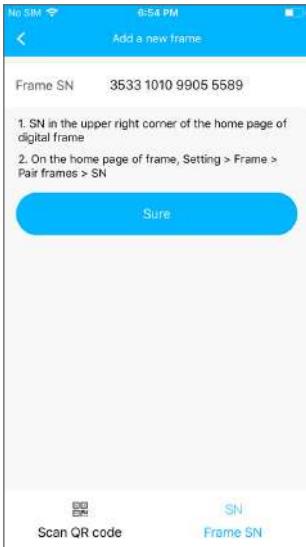 No SIM 6:54 PM
Add a new frame
Frame SN 3533 1010 9905 5589
1. SN in the upper right corner of the home page of
digital frame
2. On the home page of frame, Setting > Frame >
Pair frames > SN
Sure
SN
Scan QR code Frame SN